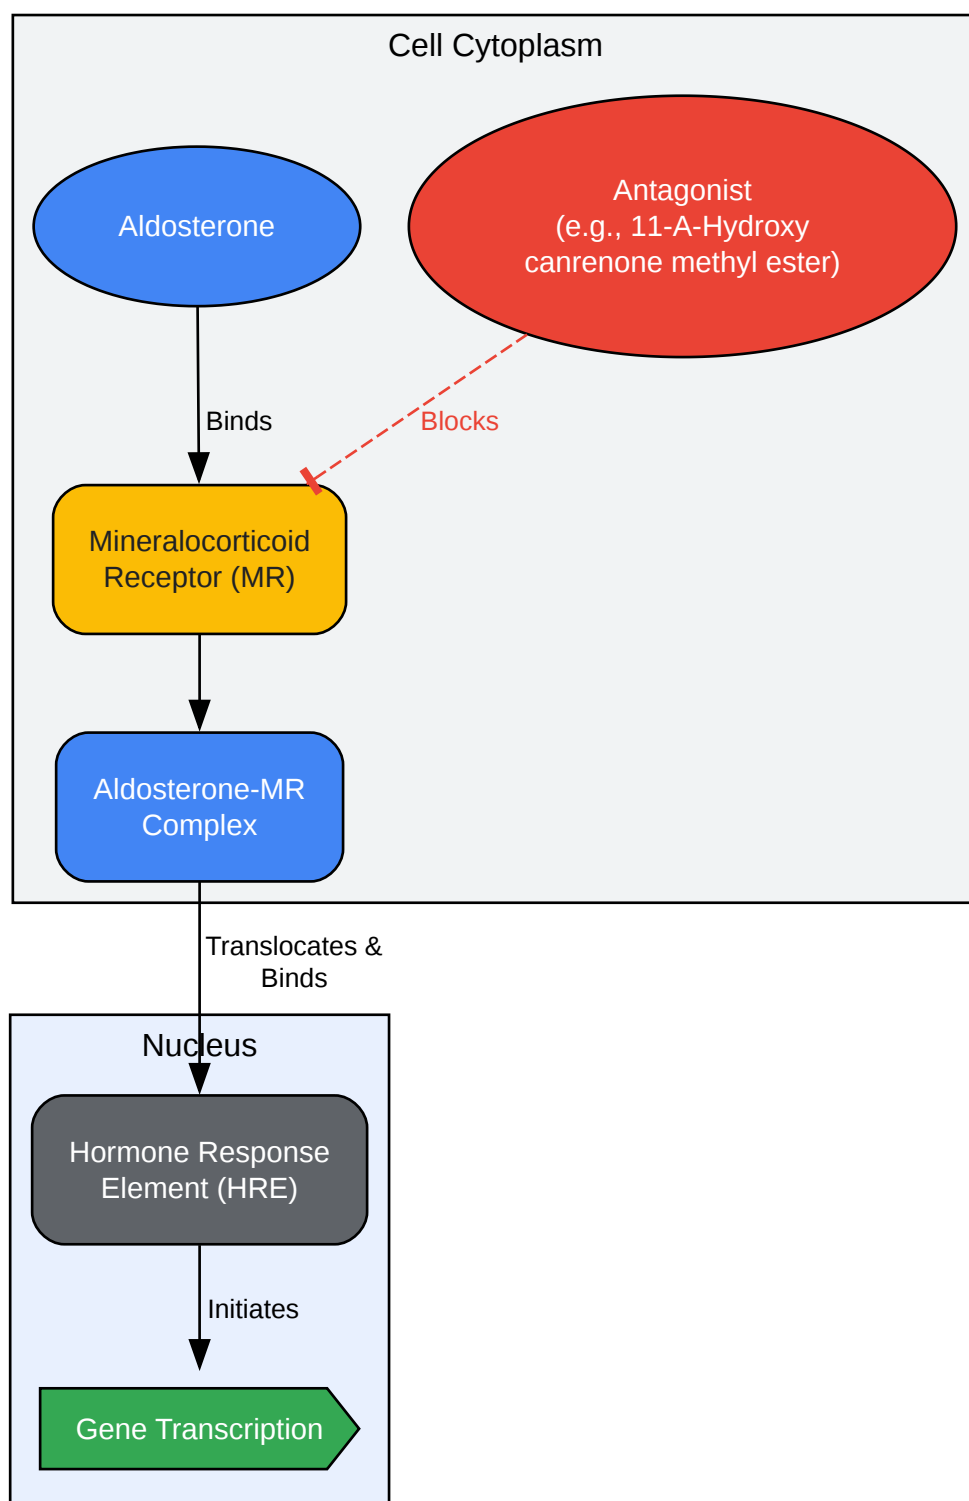 Cell Cytoplasm
Aldosterone
Antagonist
(e.g., 11-A-Hydroxy
canrenone methyl ester)
Binds
Blocks
Mineralocorticoid
Receptor (MR)
Aldosterone-MR
Complex
Translocates &
Binds
Nucleus
Hormone Response
Element (HRE)
Initiates
Gene Transcription